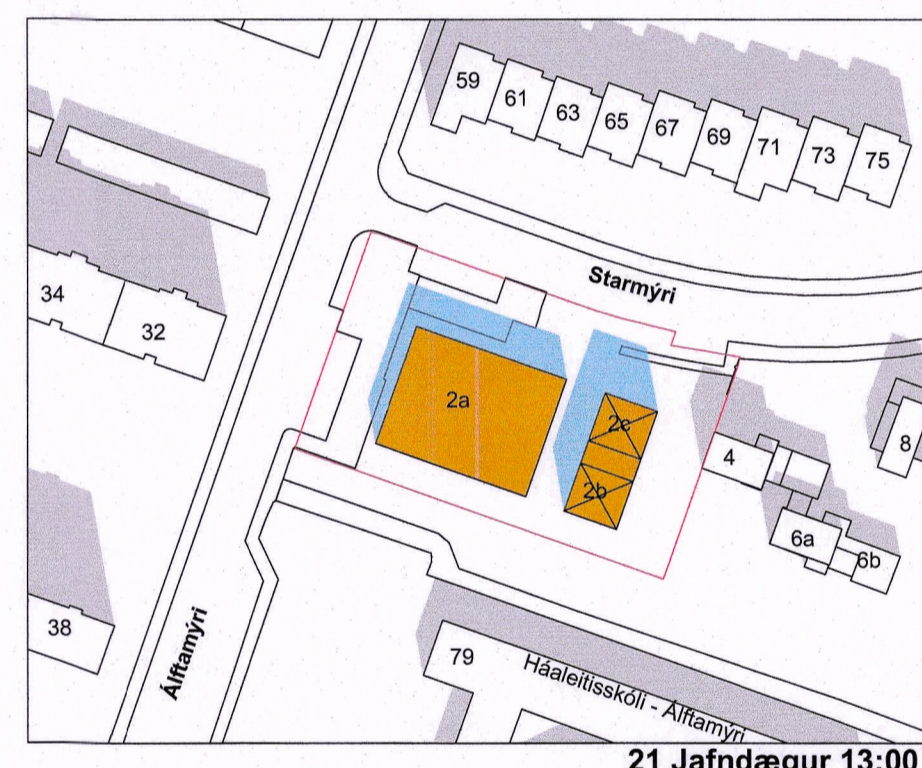 59
61
63
65
67
69
71
73
75
34
32
Starmýri
2a
2c
2b
4
8
6a
6b
38
Álftamýri
79
Háaleitisskóli - Álftamýri
21 Jafndægur 13:00